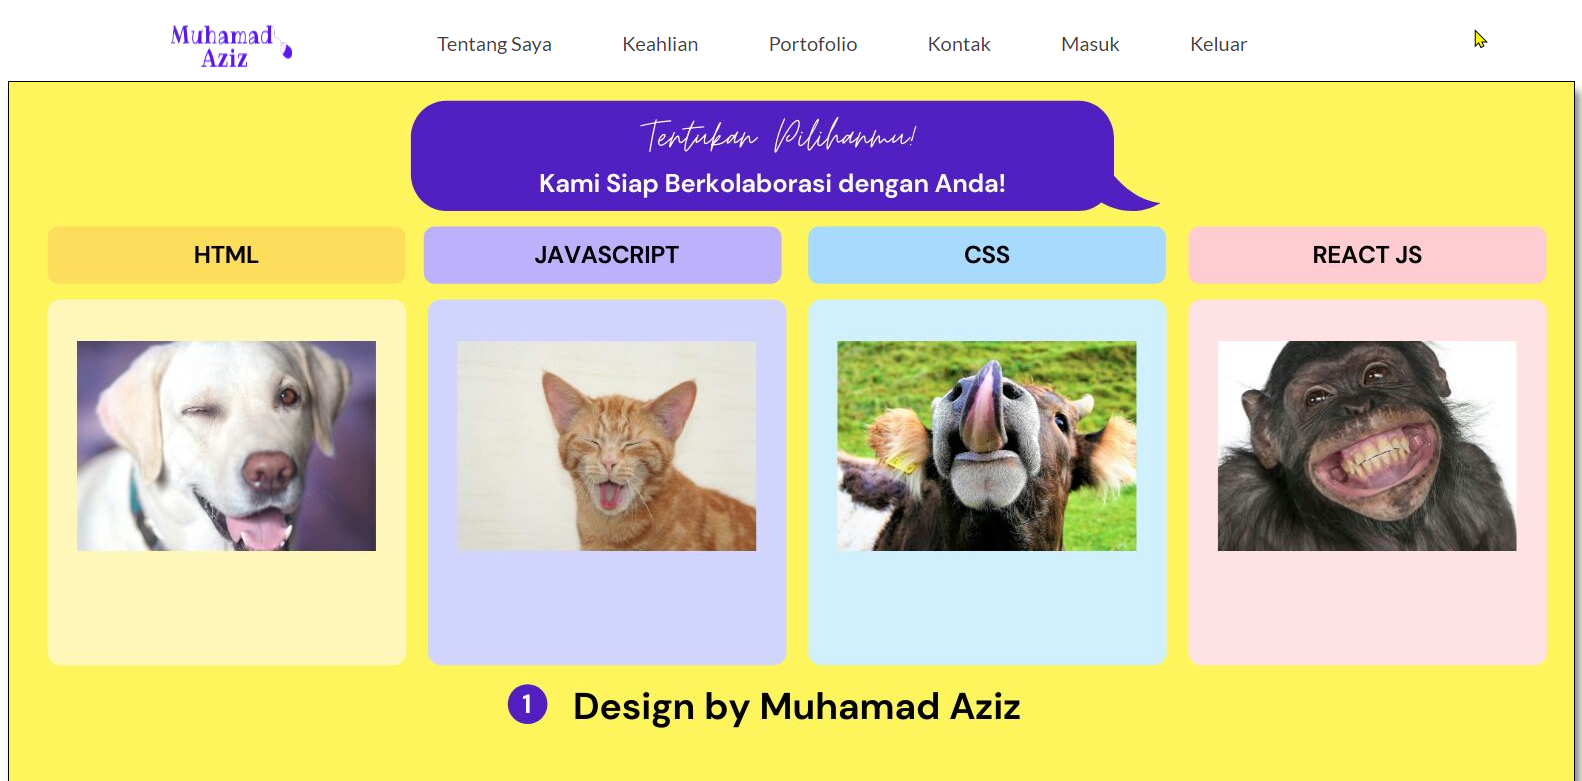 Muhamad
Aziz
Tentang Saya
Keahlian
Portofolio
Kontak
Masuk
Keluar
Tentukan Pilihanmu!
Kami Siap Berkolaborasi dengan Anda!
HTML
JAVASCRIPT
CSS
REACT JS
1
Design by Muhamad Aziz